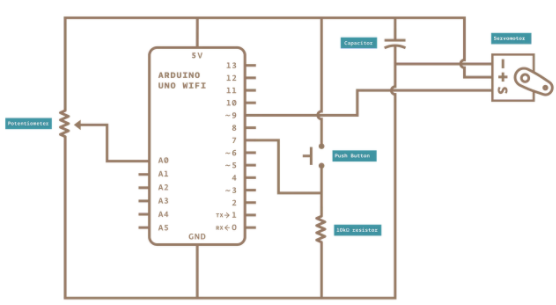 Capacitor
Servomotor
5V
ARDUINO
UNO WIFI
13
12
11
10
~9
8
7
~6
~5
4
~3
2
TX→1
RX←0
A0
A1
A2
A3
A4
A5
GND
Potentiometer
Push Button
10kΩ resistor
-
+
S